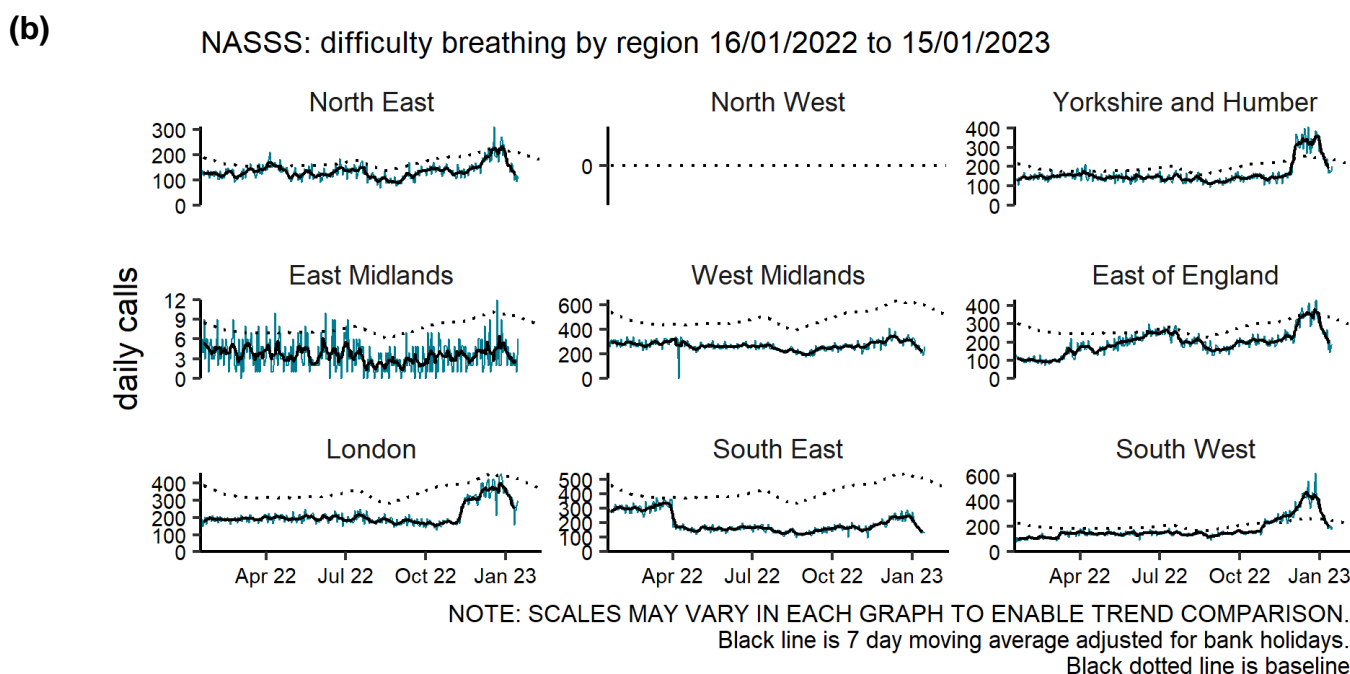 (b)
NASSS: difficulty breathing by region 16/01/2022 to 15/01/2023
North East
North West
Yorkshire and Humber
300
200
100
0
0
400
300
200
100
0
daily calls
East Midlands
West Midlands
East of England
12
9
6
3
0
600
400
200
0
400
300
200
100
0
London
South East
South West
400
300
200
100
0
500
400
300
200
100
0
600
400
200
0
Apr 22 Jul 22 Oct 22 Jan 23
Apr 22 Jul 22 Oct 22 Jan 23
Apr 22 Jul 22 Oct 22 Jan 23
NOTE: SCALES MAY VARY IN EACH GRAPH TO ENABLE TREND COMPARISON.
Black line is 7 day moving average adjusted for bank holidays.
Black dotted line is baseline